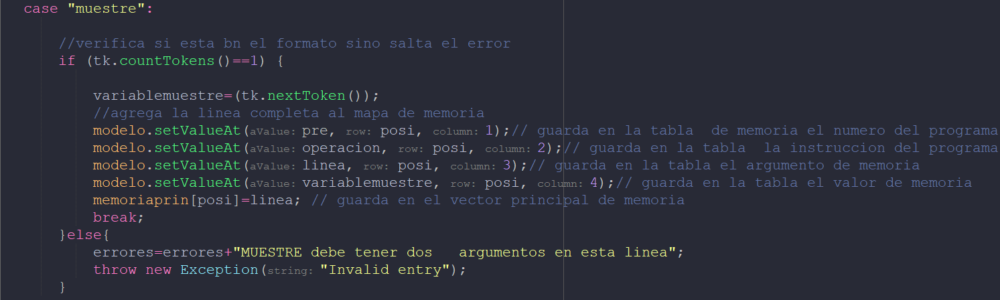 case "muestre":
//verifica si esta bn el formato sino salta el error
if (tk.countTokens()==1) {
variablemuestre=(tk.nextToken());
//agrega la linea completa al mapa de memoria
modelo.setValueAt(aValue: pre, row: posi, column: 1);// guarda en la tabla  de memoria el numero del programa
modelo.setValueAt(aValue: operacion, row: posi, column: 2);// guarda en la tabla  la instruccion del programa
modelo.setValueAt(aValue: linea, row: posi, column: 3);// guarda en la tabla el argumento de memoria
modelo.setValueAt(aValue: variablemuestre, row: posi, column: 4);// guarda en la tabla el valor de memoria
memoriaprin[posi]=linea; // guarda en el vector principal de memoria
break;
}else{
errores=errores+"MUESTRE debe tener dos   argumentos en esta linea";
throw new Exception(string: "Invalid entry");
}